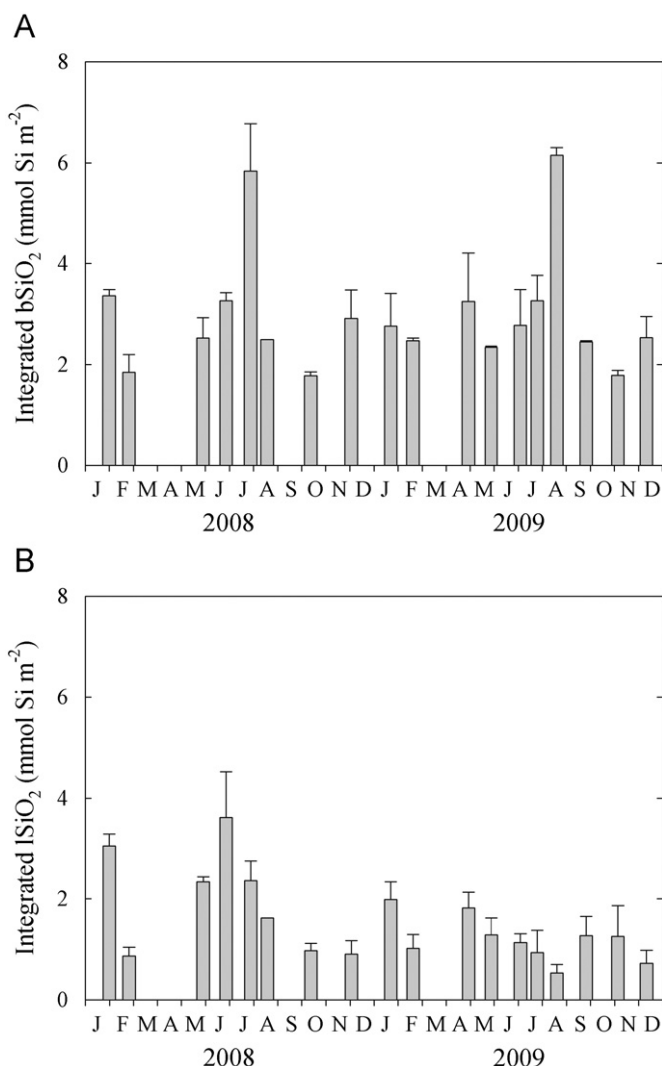 A
Integrated bSiO₂ (mmol Si m⁻²)
8
6
4
2
0
J F M A M J J A S O N D J F M A M J J A S O N D
2008 2009
B
Integrated lSiO₂ (mmol Si m⁻²)
8
6
4
2
0
J F M A M J J A S O N D J F M A M J J A S O N D
2008 2009